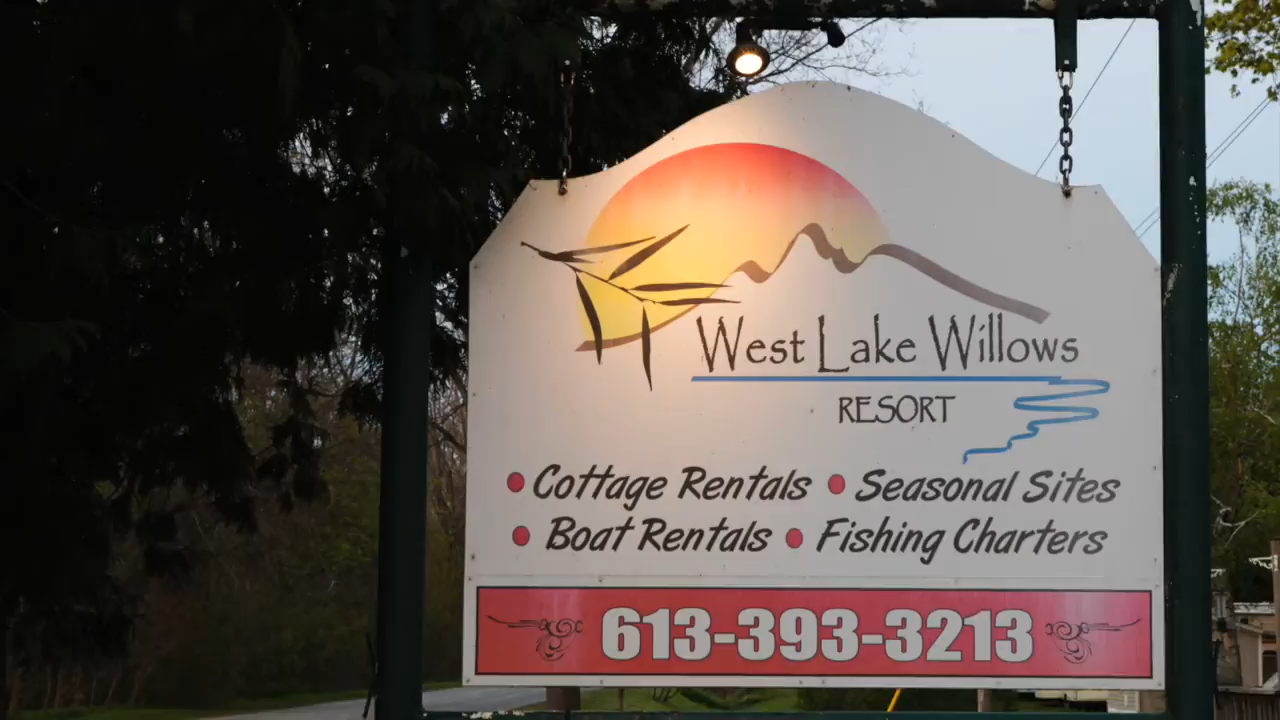 West Lake Willows
RESORT
• Cottage Rentals • Seasonal Sites
• Boat Rentals • Fishing Charters
613-393-3213